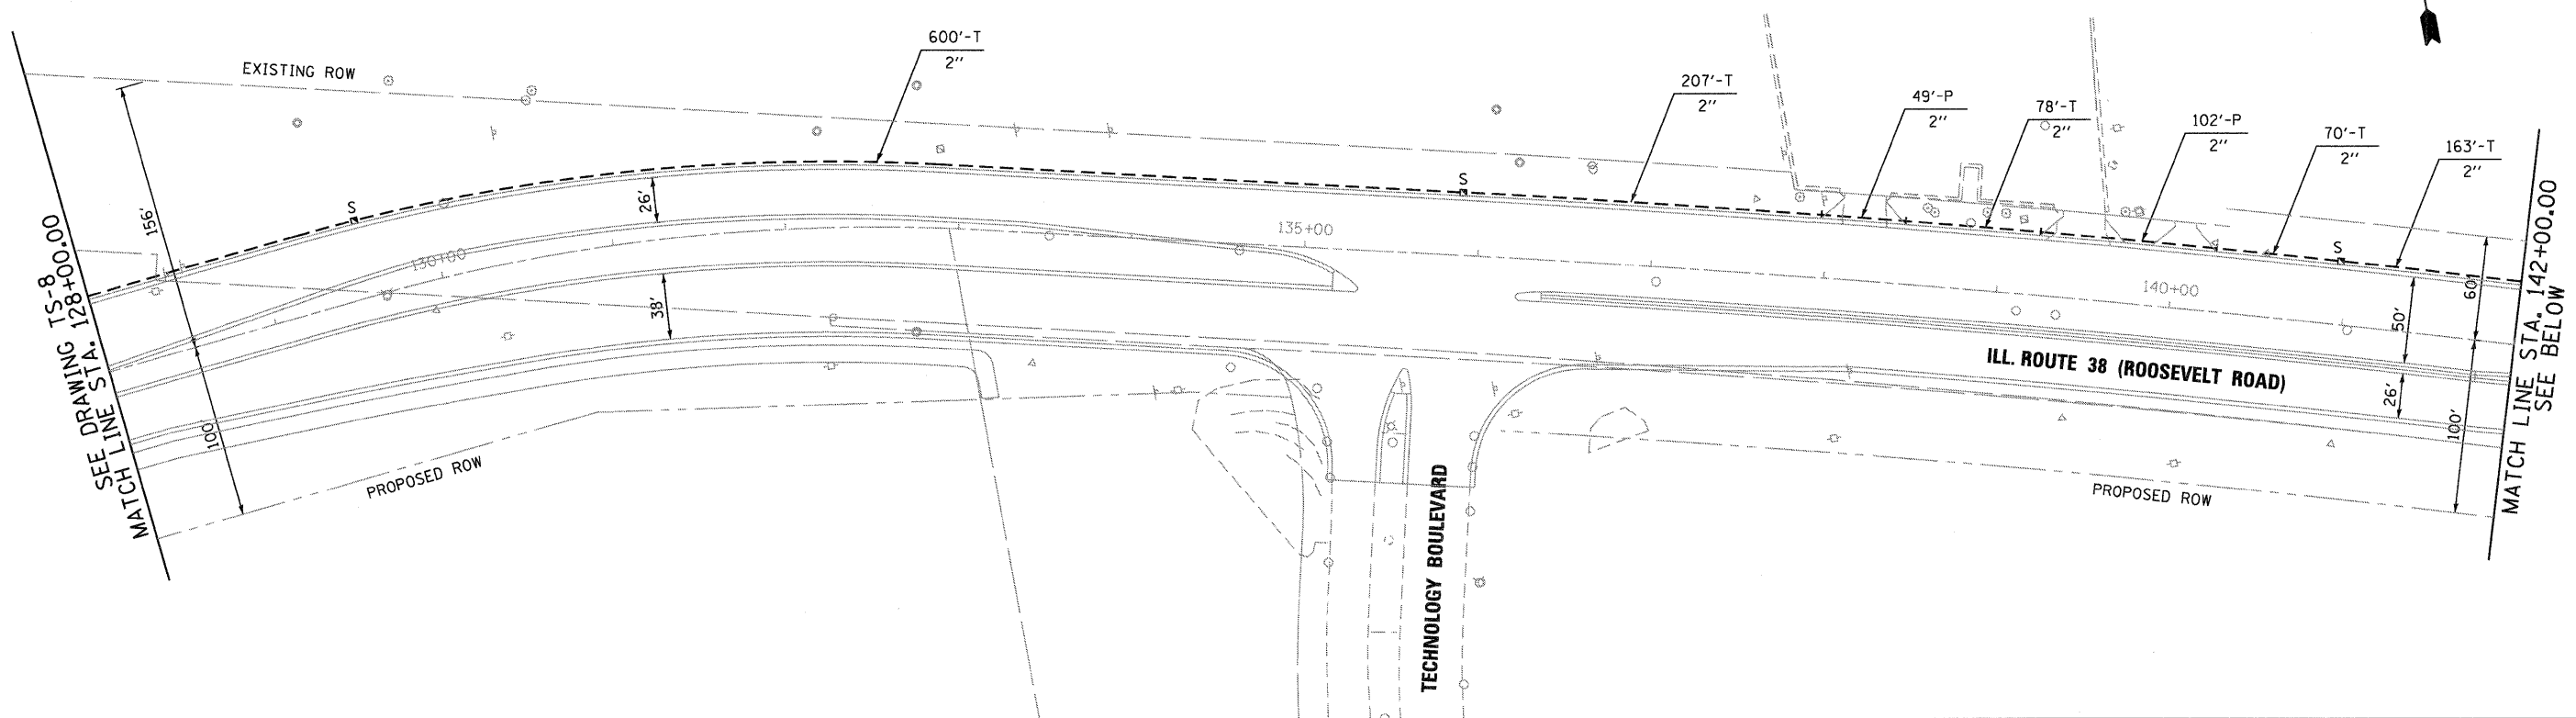 EXISTING ROW
600'-T
2"
207'-T
2"
49'-P
2"
78'-T
2"
102'-P
2"
70'-T
2"
163'-T
2"
S
S
S
156'
26'
38'
100'
130+00
135+00
140+00
60'
50'
26'
100'
SEE DRAWING TS-8
MATCH LINE STA. 128+00.00
MATCH LINE STA. 142+00.00
SEE BELOW
ILL. ROUTE 38 (ROOSEVELT ROAD)
TECHNOLOGY BOULEVARD
PROPOSED ROW
PROPOSED ROW